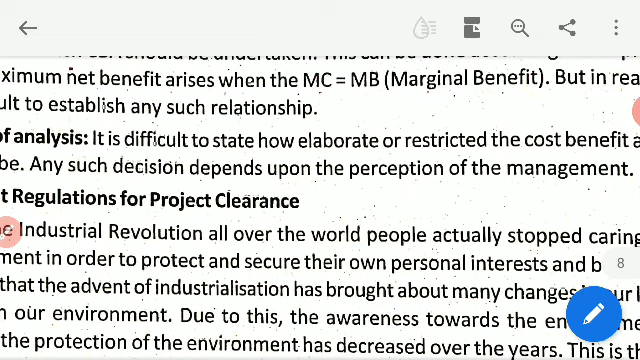 ximum net benefit arises when the MC = MB (Marginal Benefit). But in rea
ult to establish any such relationship.
of analysis: It is difficult to state how elaborate or restricted the cost benefit a
be. Any such decision depends upon the perception of the management.
t Regulations for Project Clearance
Industrial Revolution all over the world people actually stopped caring
ment in order to protect and secure their own personal interests and b
8
that the advent of industrialisation has brought about many changes
our environment. Due to this, the awareness towards the
the protection of the environment has decreased over the years. This is th